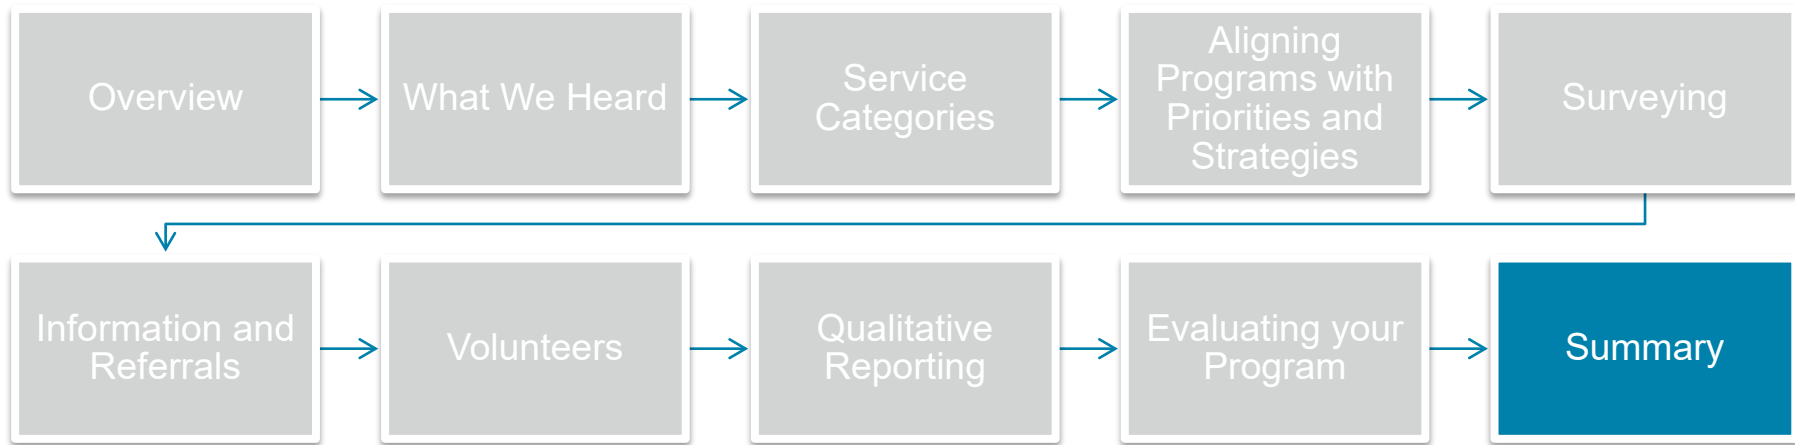 Overview
What We Heard
Service
Categories
Aligning
Programs with
Priorities and
Strategies
Surveying
Information and
Referrals
Volunteers
Qualitative
Reporting
Evaluating your
Program
Summary